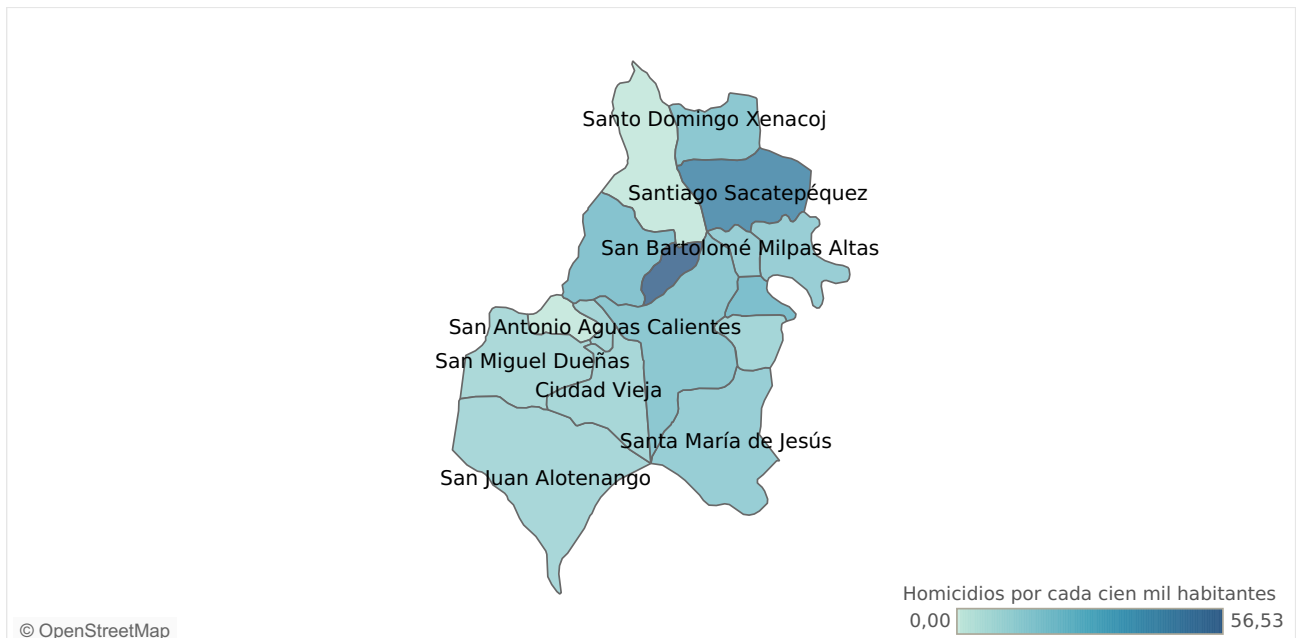 Santo Domingo Xenacoj
Santiago Sacatepéquez
San Bartolomé Milpas Altas
San Antonio Aguas Calientes
San Miguel Dueñas
Ciudad Vieja
Santa María de Jesús
San Juan Alotenango
Homicidios por cada cien mil habitantes
0,00 56,53
© OpenStreetMap